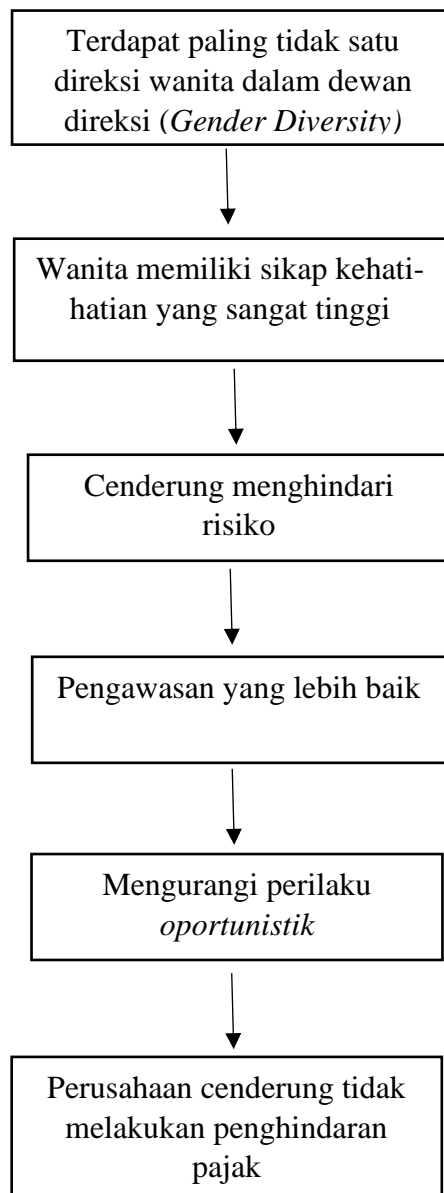 Terdapat paling tidak satu
direksi wanita dalam dewan
direksi (Gender Diversity)
Wanita memiliki sikap kehati-
hatian yang sangat tinggi
Cenderung menghindari
risiko
Pengawasan yang lebih baik
Mengurangi perilaku
oportunistik
Perusahaan cenderung tidak
melakukan penghindaran
pajak